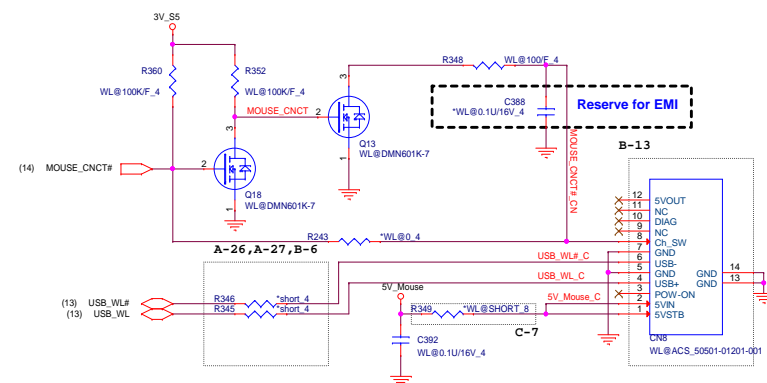 3V_S5
R360
WL@100K/F_4
R352
WL@100K/F_4
R348
WL@100/F_4
C388
*WL@0.1U/16V_4
Reserve for EMI
MOUSE_CNCT
2
3
1
Q13
WL@DMN601K-7
(14) MOUSE_CNCT#
2
3
1
Q18
WL@DMN601K-7
MOUSE_CNCT#_CN
B-13
R243
*WL@0_4
A-26,A-27,B-6
USB_WL#_C
USB_WL_C
(13) USB_WL#
R346
*short_4
(13) USB_WL
R345
*short_4
5V_Mouse
R349
*WL@SHORT_8
5V_Mouse_C
C-7
C392
WL@0.1U/16V_4
12 5VOUT
11 NC
10 DIAG
9 NC
8 Ch_SW
7 GND
6 USB-
5 GND
4 USB+
3 POW-ON
2 5VIN
1 5VSTB
GND 14
GND 13
CN8
WL@ACS_50501-01201-001